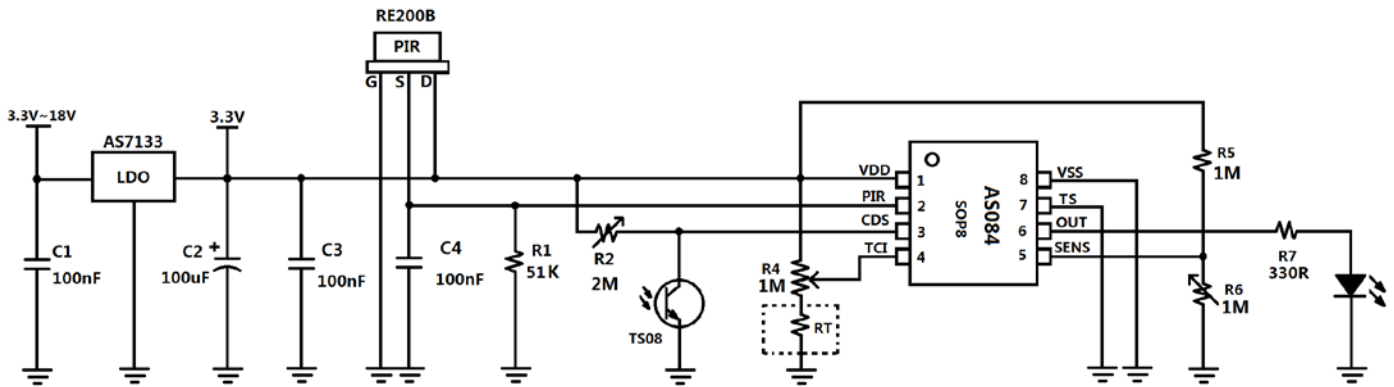 RE200B
PIR
G S D
3.3V~18V
3.3V
AS7133
LDO
C1
100nF
C2
+
100uF
C3
100nF
C4
100nF
R1
51K
R2
2M
TS08
R4
1M
RT
VDD
PIR
CDS
TCI
1
2
3
4
AS084
SOP8
8
7
6
5
VSS
TS
OUT
SENS
R5
1M
R6
1M
R7
330R